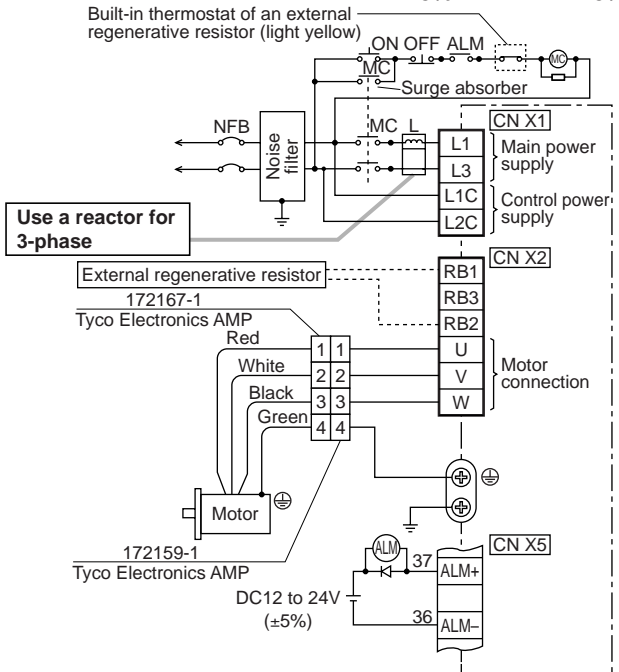 Built-in thermostat of an external
regenerative resistor (light yellow)
ON OFF ALM
MC
MC
Surge absorber
NFB
Noise
filter
MC L
CN X1
L1
L3
L1C
L2C
Main power
supply
Control power
supply
Use a reactor for
3-phase
CN X2
External regenerative resistor
RB1
RB3
RB2
172167-1
Tyco Electronics AMP
Red
White
Black
Green
1 1
2 2
3 3
4 4
U
V
W
Motor
connection
Motor
172159-1
Tyco Electronics AMP
CN X5
ALM
37
ALM+
DC12 to 24V
(±5%)
36
ALM–